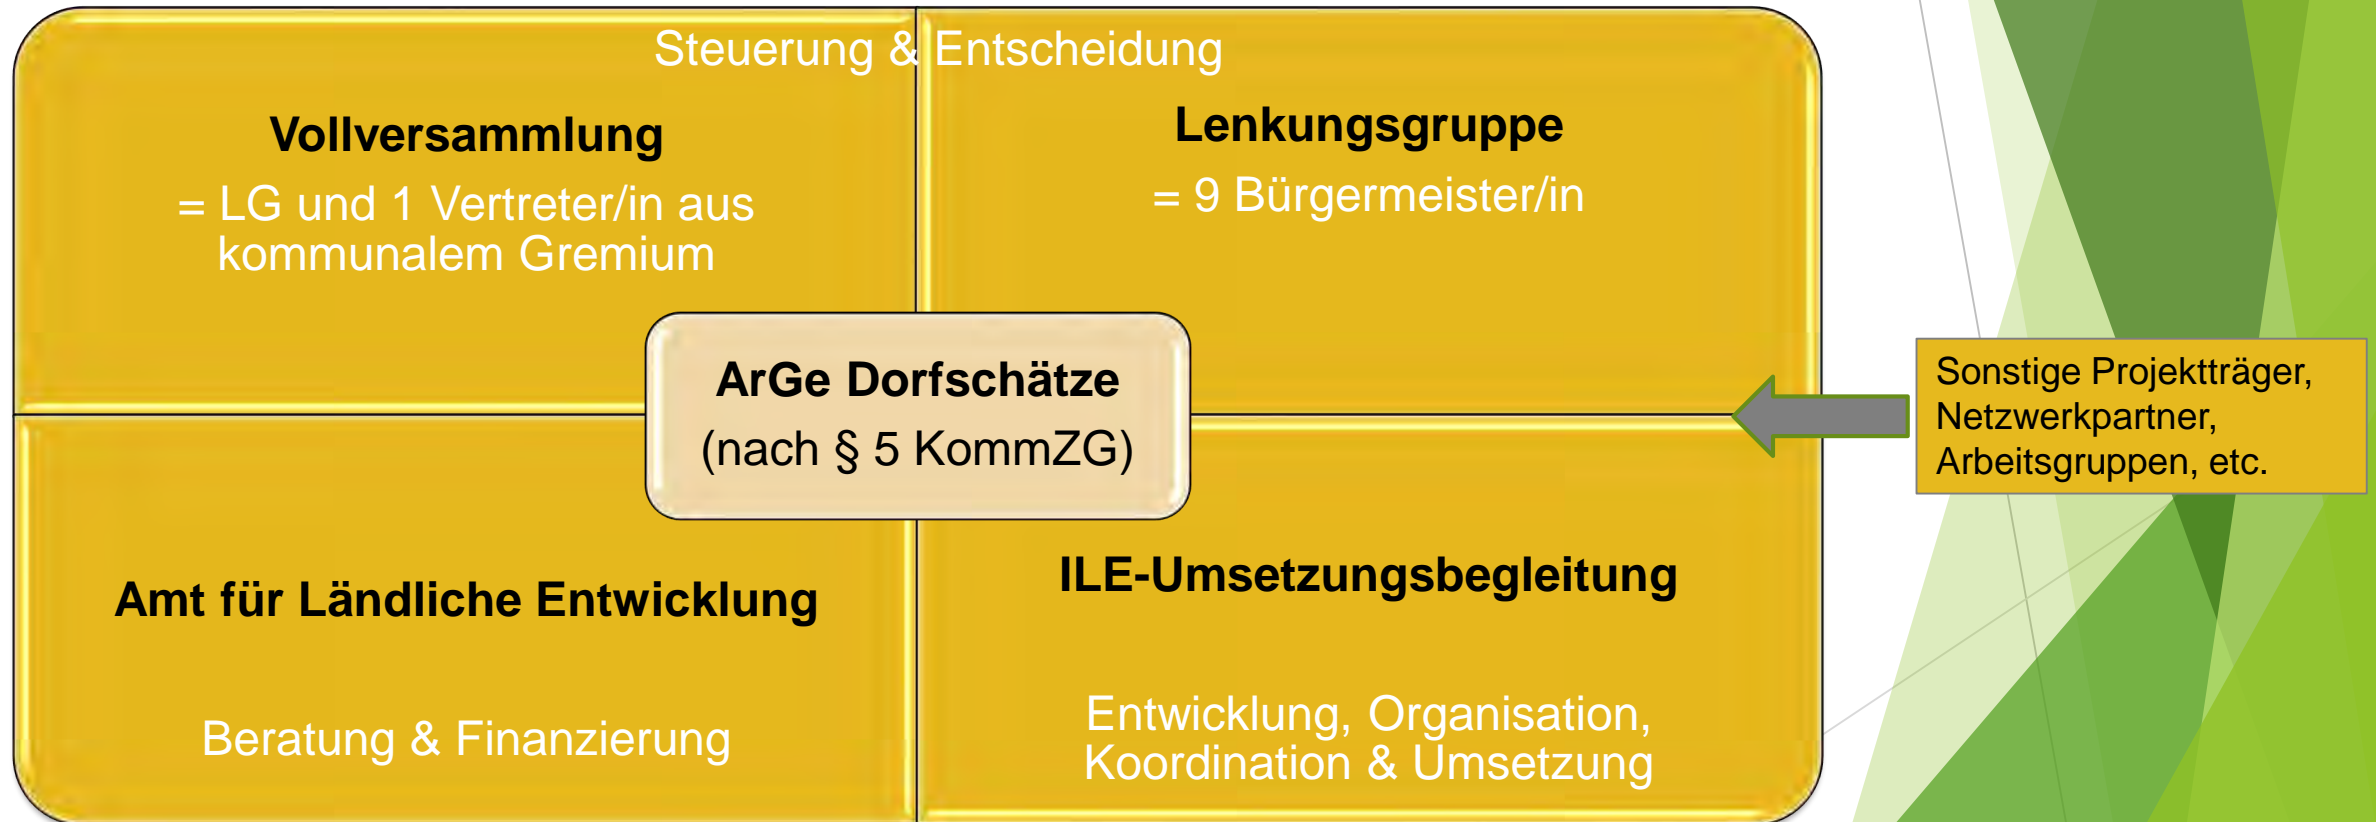 Steuerung & Entscheidung
Vollversammlung
= LG und 1 Vertreter/in aus
kommunalem Gremium
Lenkungsgruppe
= 9 Bürgermeister/in
ArGe Dorfschätze
(nach § 5 KommZG)
Sonstige Projektträger,
Netzwerkpartner,
Arbeitsgruppen, etc.
Amt für Ländliche Entwicklung
Beratung & Finanzierung
ILE-Umsetzungsbegleitung
Entwicklung, Organisation,
Koordination & Umsetzung